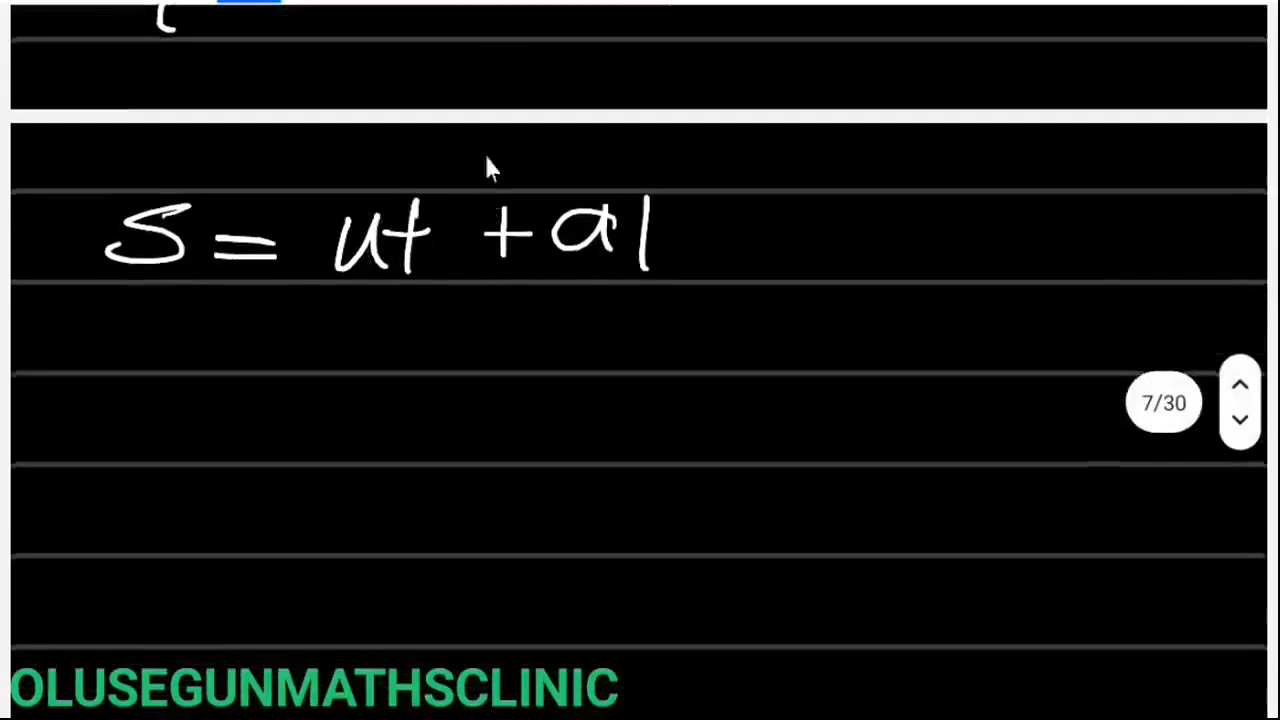 S = ut + al
7/30
OLUSEGUNMATHSCLINIC